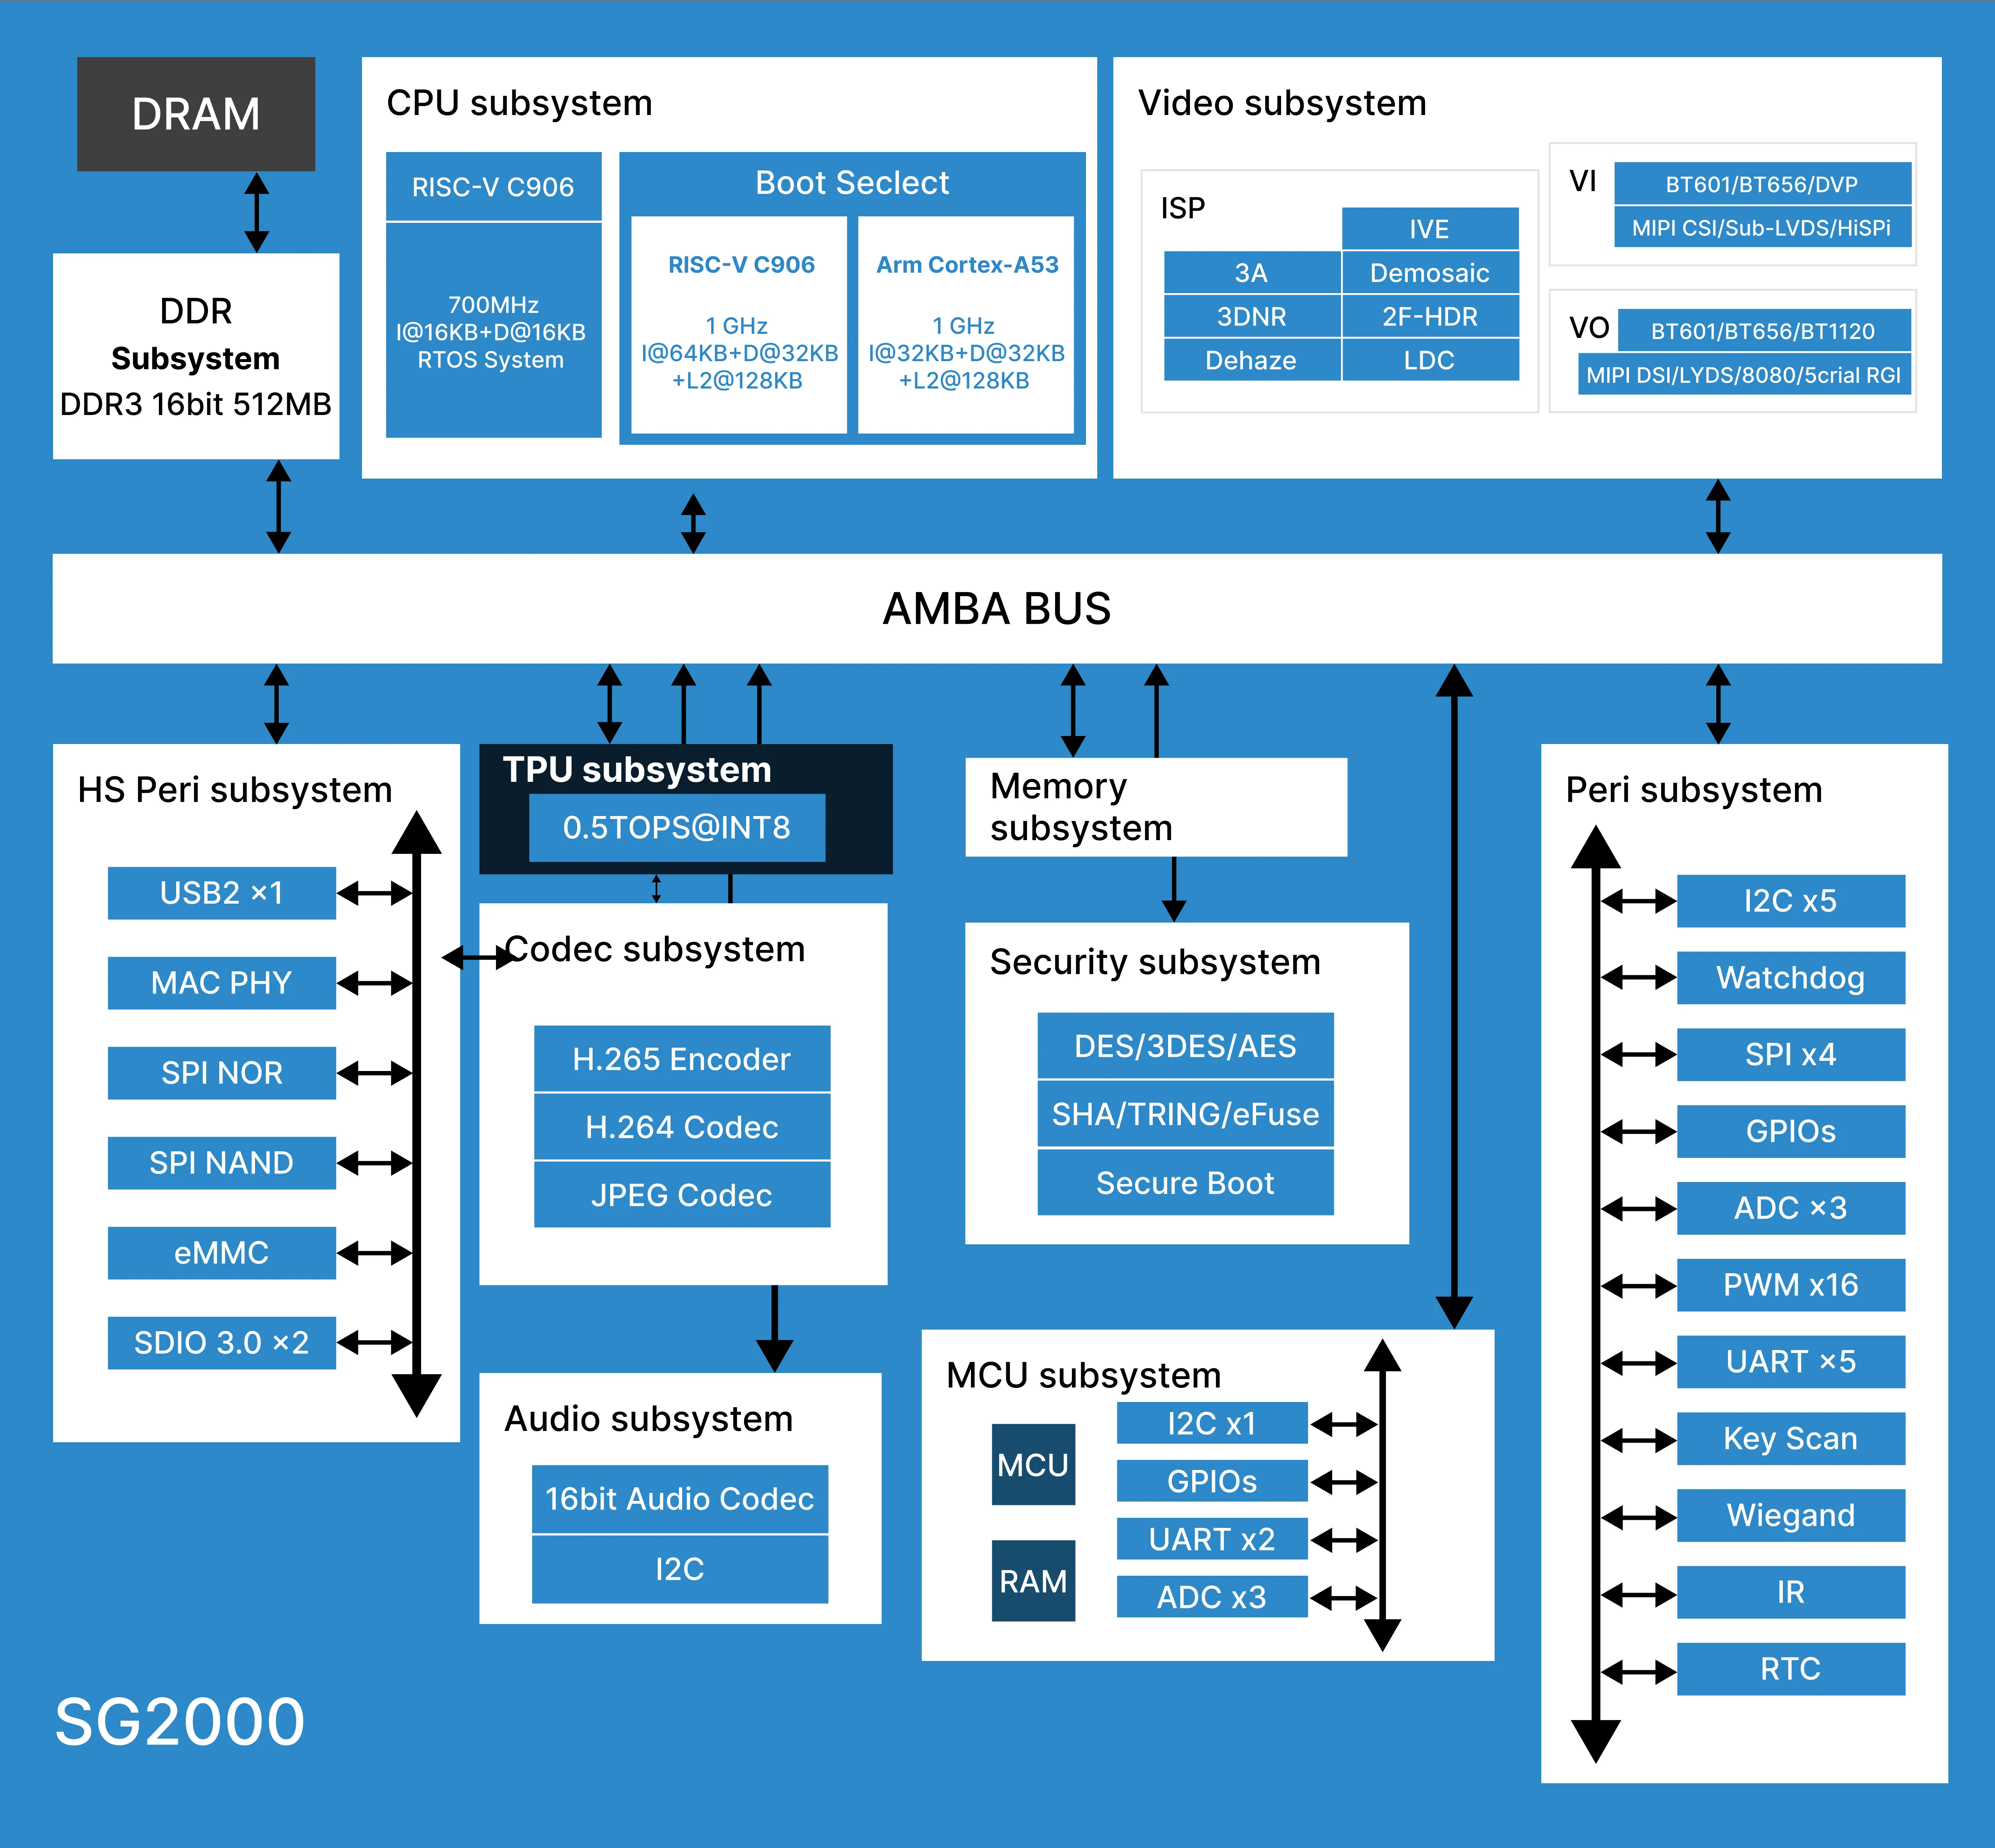 DRAM
DDR
Subsystem
DDR3 16bit 512MB
CPU subsystem
RISC-V C906
700MHz
I@16KB+D@16KB
RTOS System
Boot Seclect
RISC-V C906
1 GHz
I@64KB+D@32KB
+L2@128KB
Arm Cortex-A53
1 GHz
I@32KB+D@32KB
+L2@128KB
Video subsystem
ISP
IVE
3A
Demosaic
3DNR
2F-HDR
Dehaze
LDC
VI
BT601/BT656/DVP
MIPI CSI/Sub-LVDS/HiSPi
VO
BT601/BT656/BT1120
MIPI DSI/LYDS/8080/5crial RGI
AMBA BUS
HS Peri subsystem
USB2 ×1
MAC PHY
SPI NOR
SPI NAND
eMMC
SDIO 3.0 ×2
TPU subsystem
0.5TOPS@INT8
Codec subsystem
H.265 Encoder
H.264 Codec
JPEG Codec
Audio subsystem
16bit Audio Codec
I2C
Memory
subsystem
Security subsystem
DES/3DES/AES
SHA/TRING/eFuse
Secure Boot
MCU subsystem
MCU
RAM
I2C x1
GPIOs
UART x2
ADC x3
Peri subsystem
I2C x5
Watchdog
SPI x4
GPIOs
ADC ×3
PWM x16
UART ×5
Key Scan
Wiegand
IR
RTC
SG2000